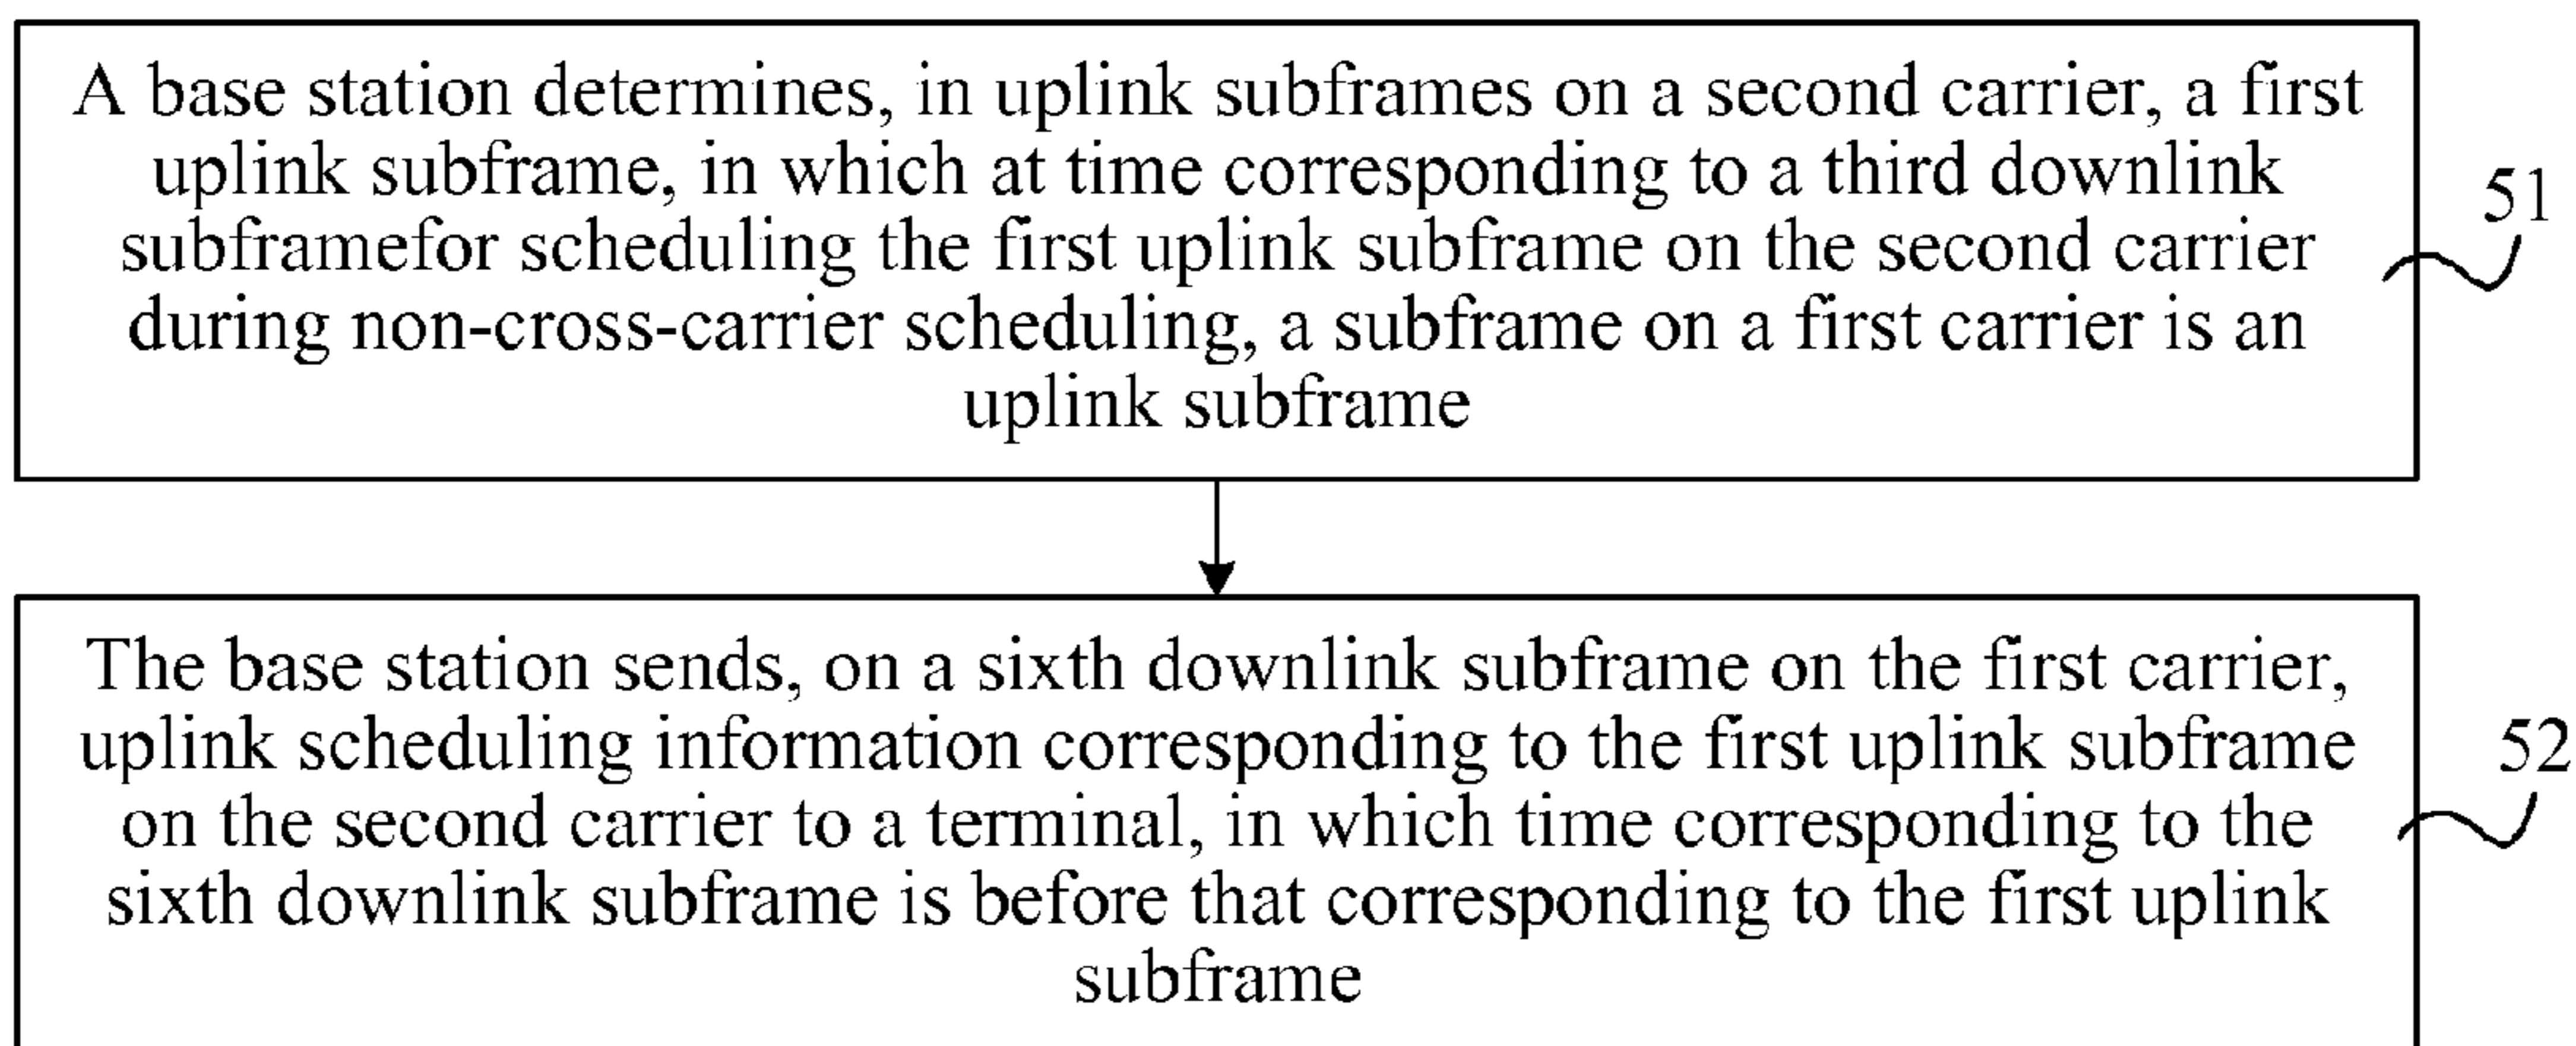 A base station determines, in uplink subframes on a second carrier, a first
uplink subframe, in which at time corresponding to a third downlink
subframefor scheduling the first uplink subframe on the second carrier
during non-cross-carrier scheduling, a subframe on a first carrier is an
uplink subframe
51
The base station sends, on a sixth downlink subframe on the first carrier,
uplink scheduling information corresponding to the first uplink subframe
on the second carrier to a terminal, in which time corresponding to the
sixth downlink subframe is before that corresponding to the first uplink
subframe
52